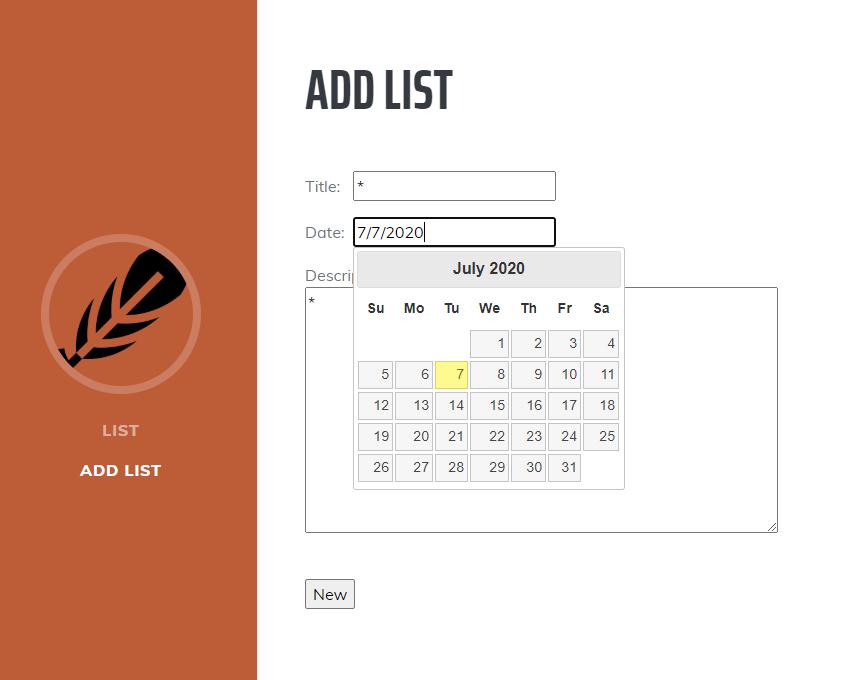 ADD LIST
Title: *
Date: 7/7/2020
Descrip
*
July 2020
Su Mo Tu We Th Fr Sa
1 2 3 4
5 6 7 8 9 10 11
12 13 14 15 16 17 18
19 20 21 22 23 24 25
26 27 28 29 30 31
LIST
ADD LIST
New